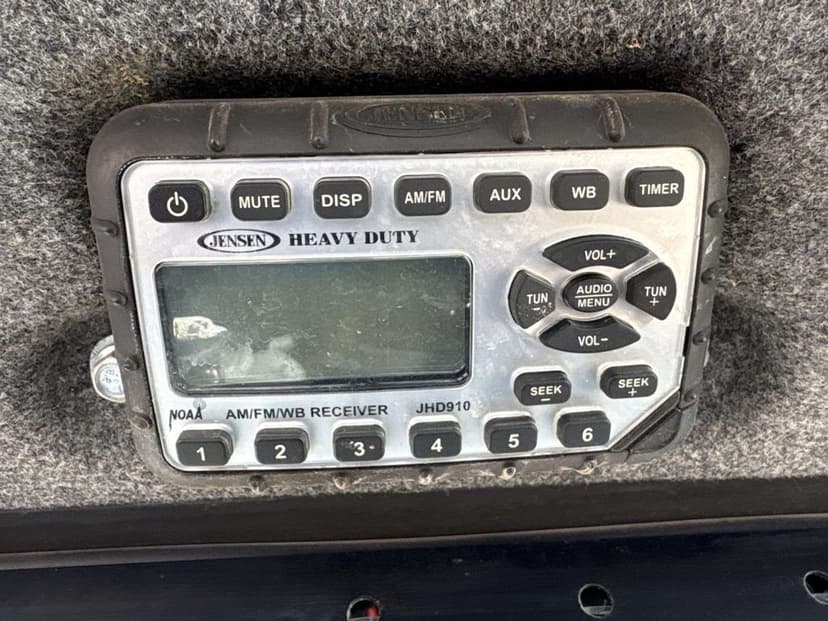 JENSEN
MUTE DISP AM/FM AUX WB TIMER
JENSEN HEAVY DUTY
VOL+
TUN - AUDIO MENU TUN +
VOL-
SEEK - SEEK +
NOAA AM/FM/WB RECEIVER JHD910
1 2 3 4 5 6